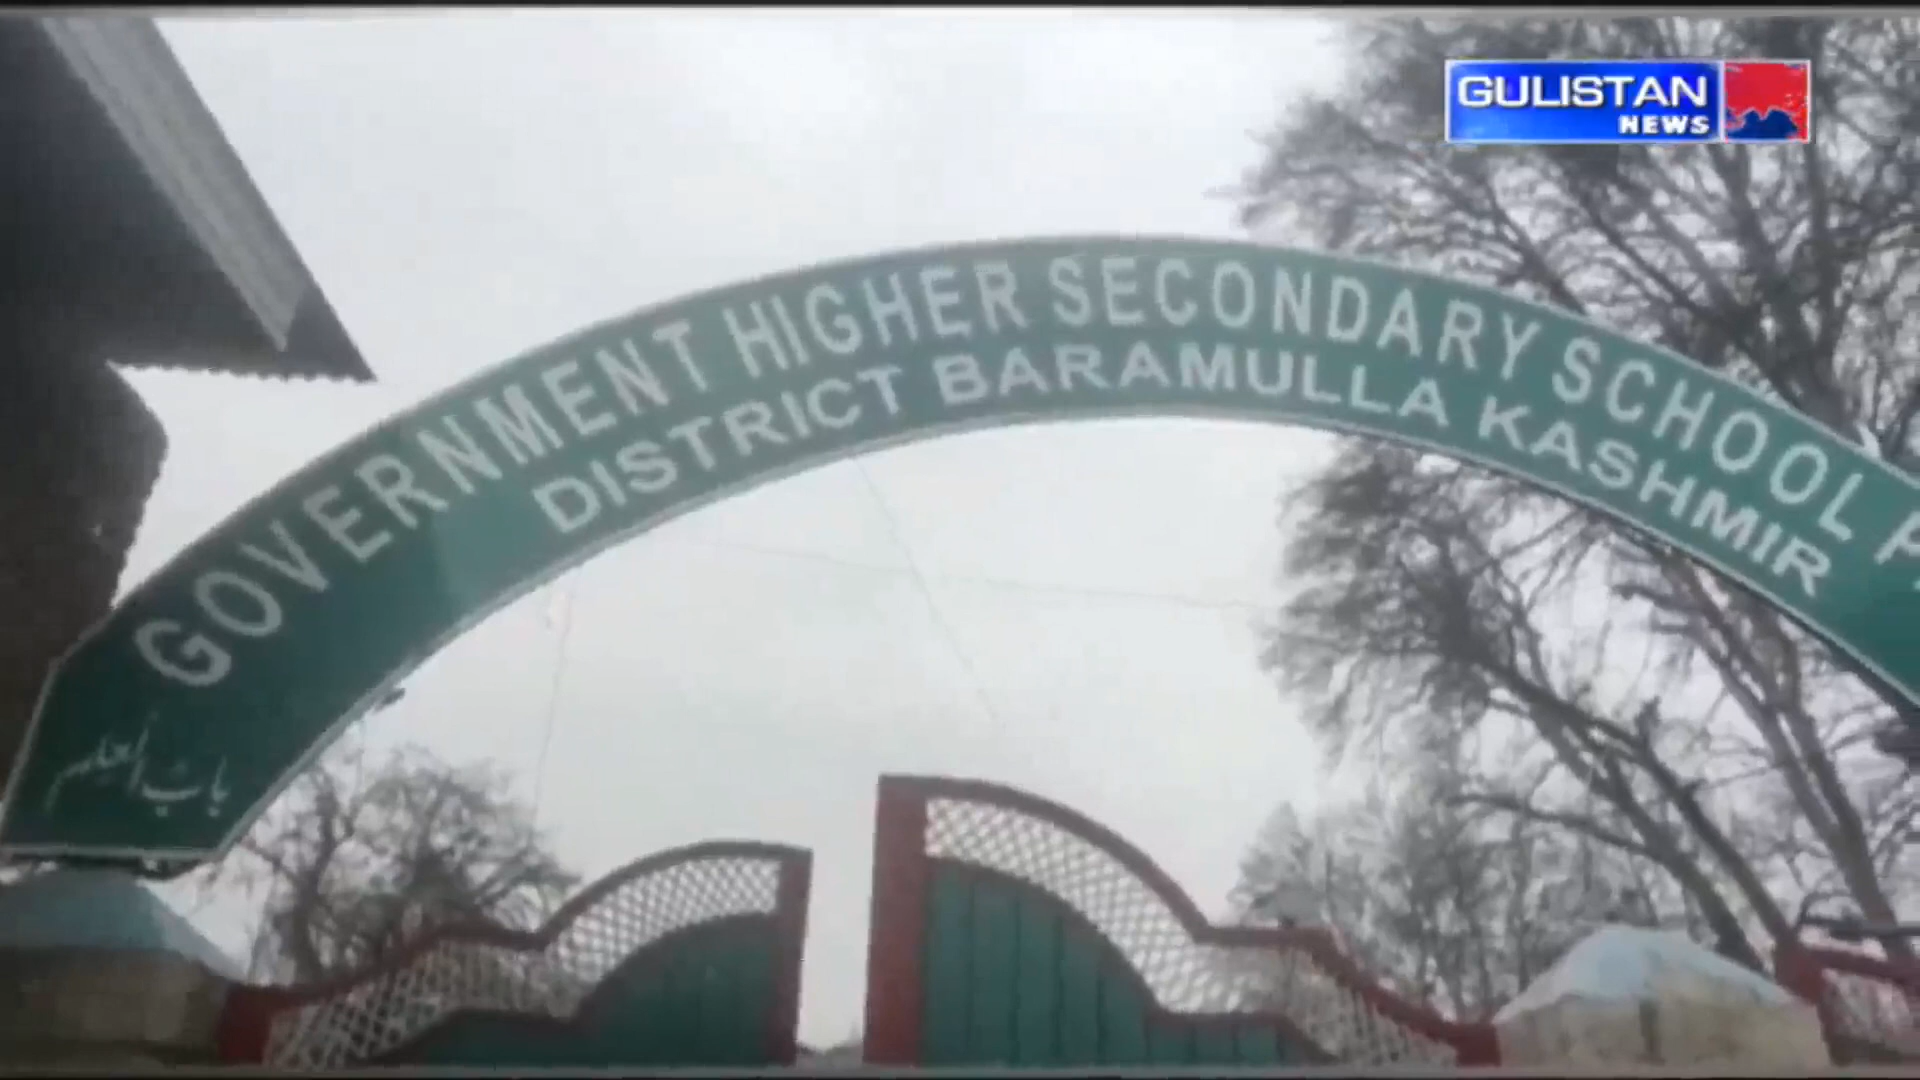 GULISTAN
NEWS
GOVERNMENT HIGHER SECONDARY SCHOOL
DISTRICT BARAMULLA KASHMIR
باب العلم